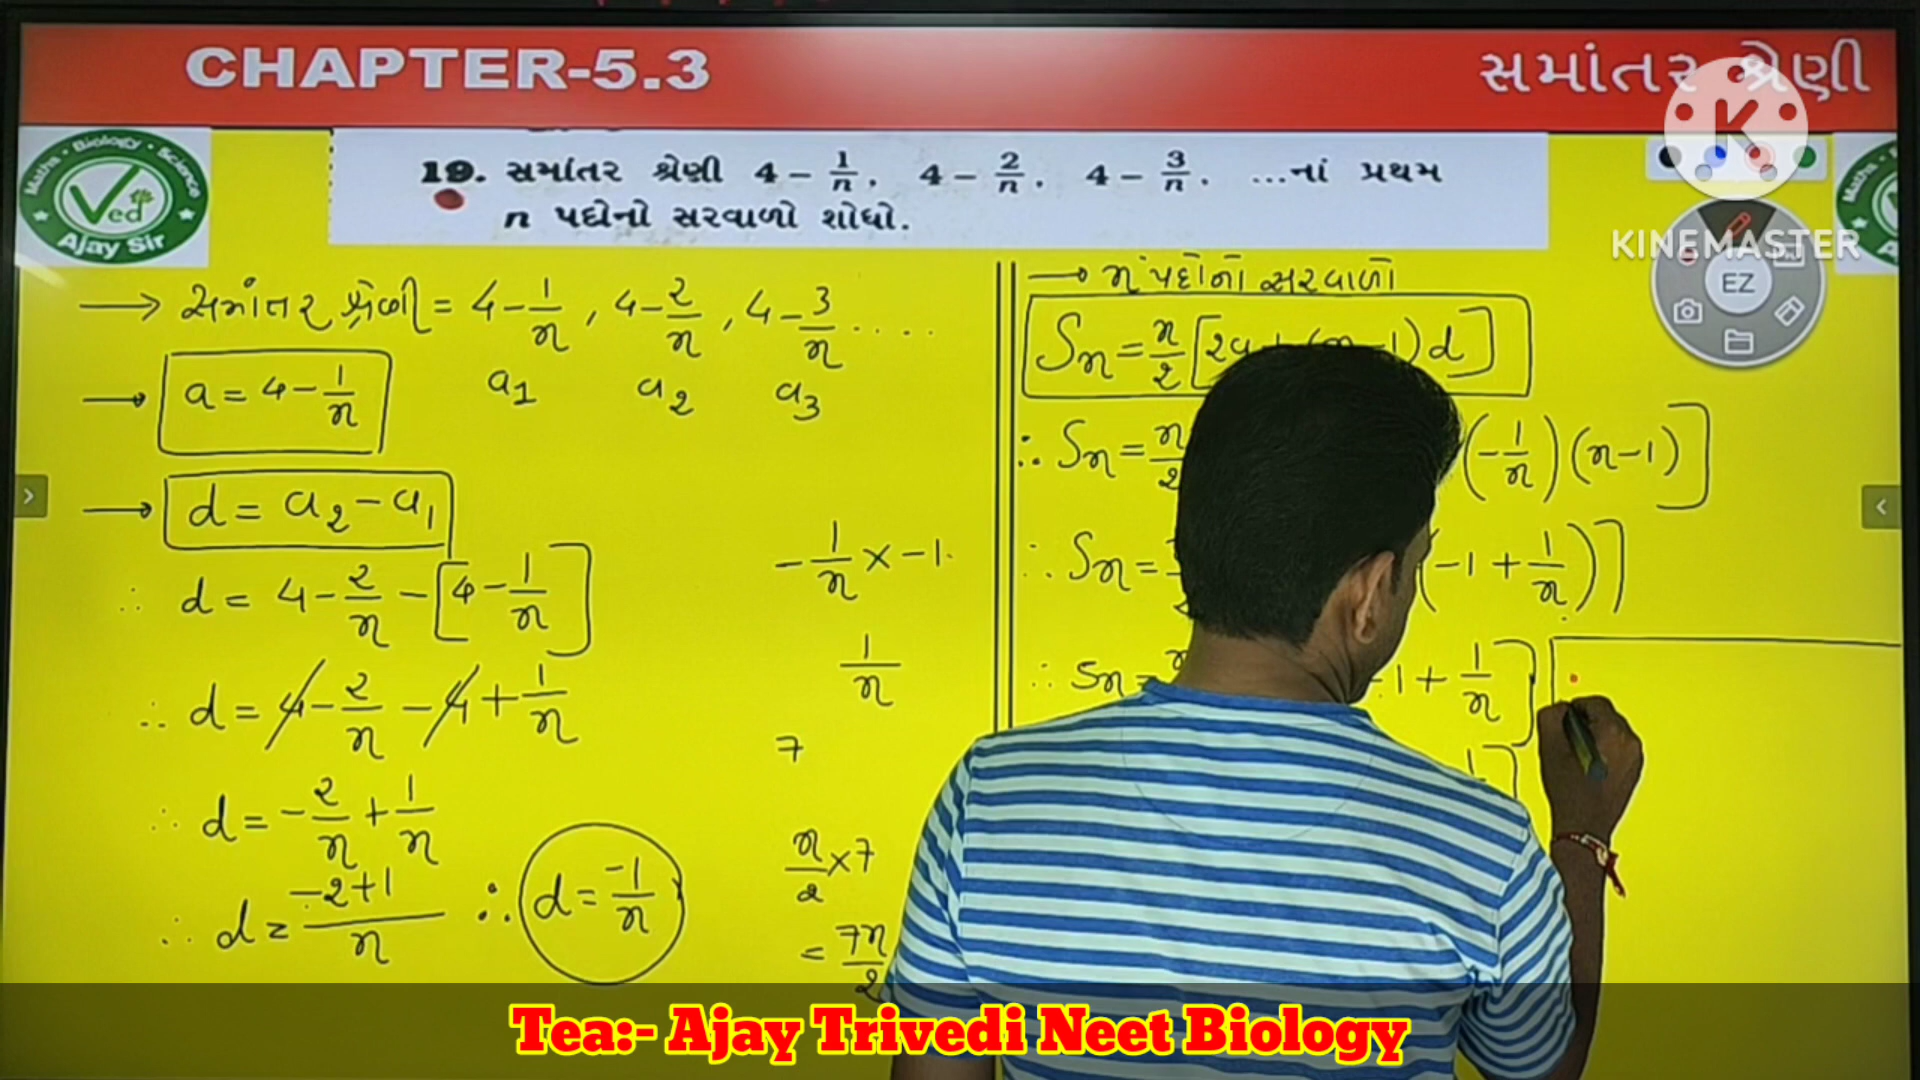 CHAPTER-5.3
સમાંતર શ્રેણી
KINEMASTER
EZ
Maths • Biology • Science
Ved
Ajay Sir
19. સમાંતર શ્રેણી 4 − 1/n, 4 − 2/n, 4 − 3/n, ...નાં પ્રથમ
n પદોનો સરવાળો શોધો.
→ સમાંતર શ્રેણી = 4 − 1/n, 4 − 2/n, 4 − 3/n ....
a1 a2 a3
→ a = 4 − 1/n
→ d = a2 − a1
∴ d = 4 − 2/n − [4 − 1/n]
∴ d = 4 − 2/n − 4 + 1/n
∴ d = −2/n + 1/n
∴ d = −2+1/n ∴ d = −1/n
−1/n × −1
1/n
7
n/2 × 7
= 7n/2
→ n પદોનો સરવાળો
Sn = n/2 [2a + (n−1)d]
∴ Sn = n/2 (−1/n)(n−1)]
∴ Sn = (−1 + 1/n)]
∴ Sn = −1 + 1/n]
Tea:- Ajay Trivedi Neet Biology